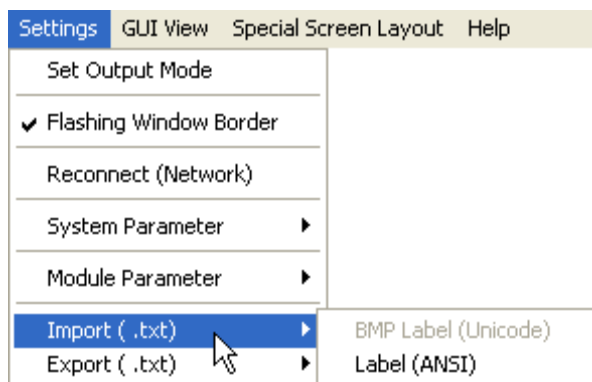 Settings GUI View Special Screen Layout Help
Set Output Mode
Flashing Window Border
Reconnect (Network)
System Parameter
Module Parameter
Import ( .txt) BMP Label (Unicode)
Export ( .txt) Label (ANSI)